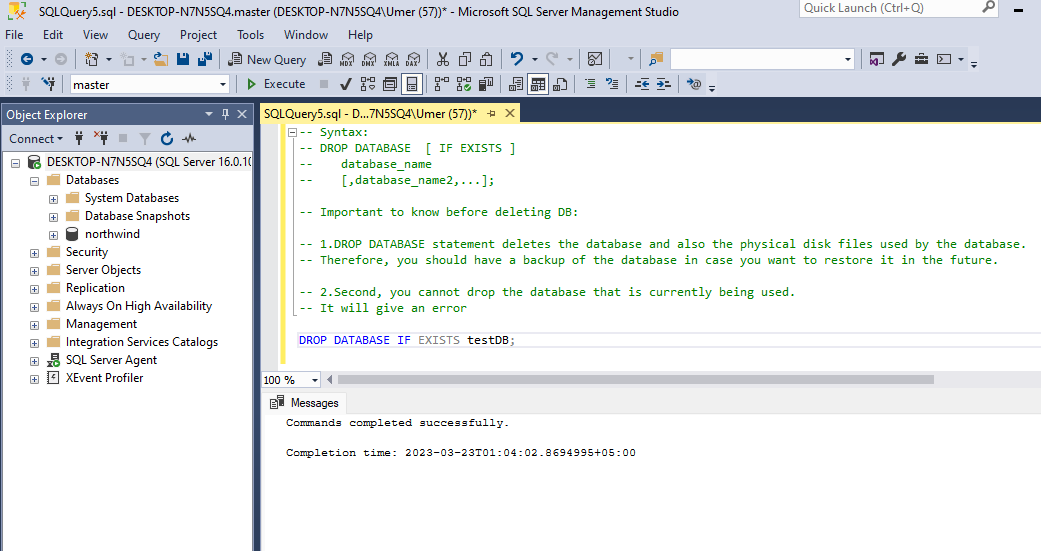 SQLQuery5.sql - DESKTOP-N7N5SQ4.master (DESKTOP-N7N5SQ4\Umer (57))* - Microsoft SQL Server Management Studio
Quick Launch (Ctrl+Q)
File Edit View Query Project Tools Window Help
New Query MDX DMX XMLA DAX
master Execute
Object Explorer
SQLQuery5.sql - D...7N5SQ4\Umer (57))*
Connect
DESKTOP-N7N5SQ4 (SQL Server 16.0.10
Databases
System Databases
Database Snapshots
northwind
Security
Server Objects
Replication
Always On High Availability
Management
Integration Services Catalogs
SQL Server Agent
XEvent Profiler
-- Syntax:
-- DROP DATABASE [ IF EXISTS ]
-- database_name
-- [,database_name2,...];
-- Important to know before deleting DB:
-- 1.DROP DATABASE statement deletes the database and also the physical disk files used by the database.
-- Therefore, you should have a backup of the database in case you want to restore it in the future.
-- 2.Second, you cannot drop the database that is currently being used.
-- It will give an error
DROP DATABASE IF EXISTS testDB;
100 %
Messages
Commands completed successfully.
Completion time: 2023-03-23T01:04:02.8694995+05:00